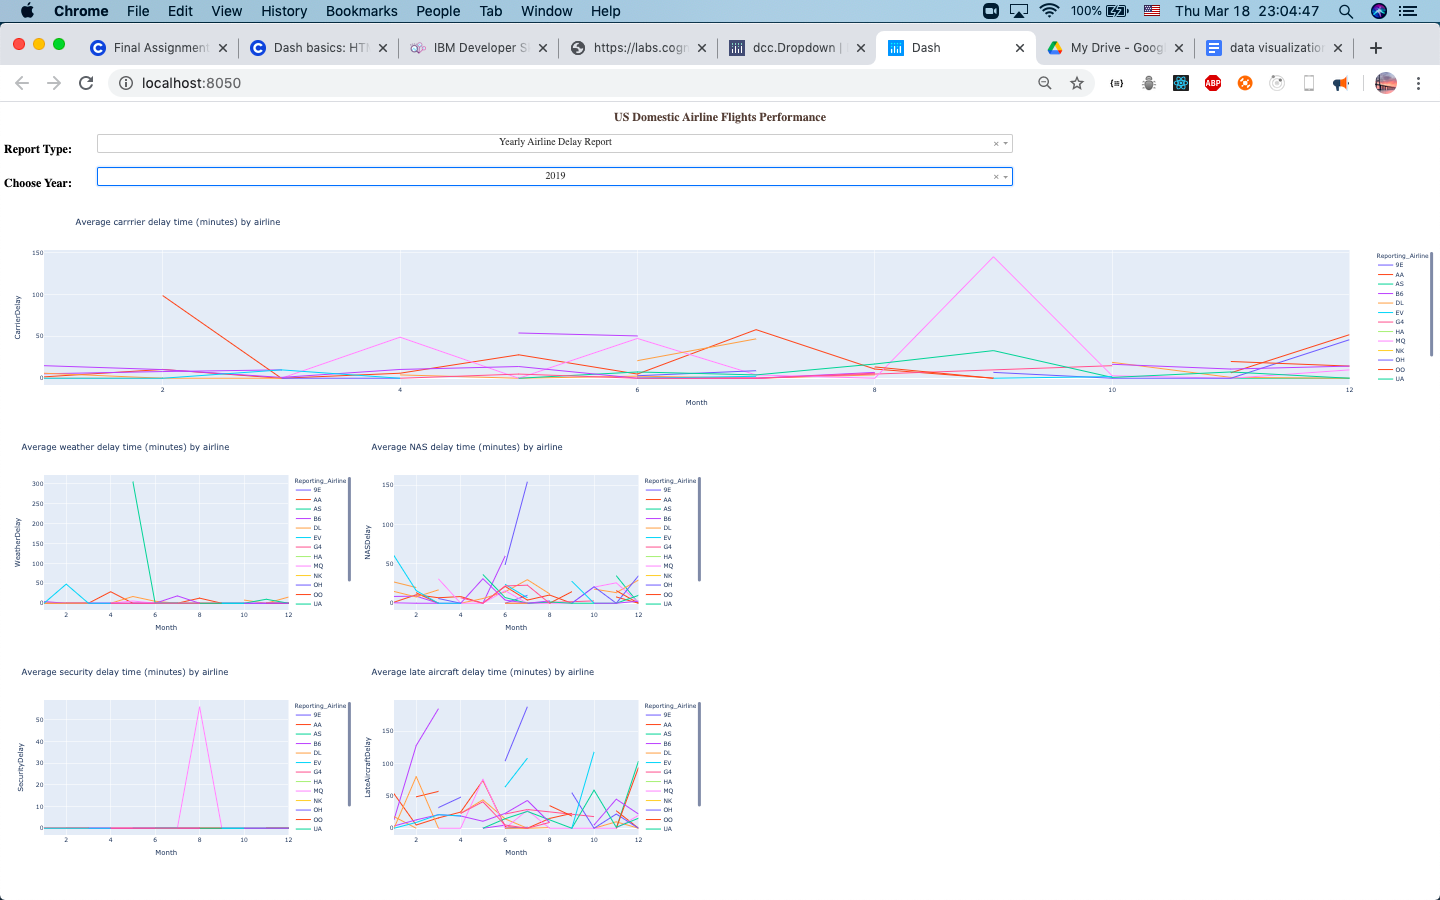 Chrome File Edit View History Bookmarks People Tab Window Help 100% Thu Mar 18 23:04:47
Final Assignment Dash basics: HT IBM Developer S https://labs.cogn dcc.Dropdown | Dash My Drive - Goog data visualization
localhost:8050 ABP
US Domestic Airline Flights Performance
Report Type: Yearly Airline Delay Report
Choose Year: 2019
Average carrrier delay time (minutes) by airline
CarrierDelay
150
100
50
0
2 4 6 8 10 12
Month
Reporting_Airline
9E
AA
AS
B6
DL
EV
G4
HA
MQ
NK
OH
OO
UA
Average weather delay time (minutes) by airline
WeatherDelay
300
250
200
150
100
50
0
2 4 6 8 10 12
Month
Reporting_Airline
9E
AA
AS
B6
DL
EV
G4
HA
MQ
NK
OH
OO
UA
Average NAS delay time (minutes) by airline
NASDelay
150
100
50
0
2 4 6 8 10 12
Month
Reporting_Airline
9E
AA
AS
B6
DL
EV
G4
HA
MQ
NK
OH
OO
UA
Average security delay time (minutes) by airline
SecurityDelay
50
40
30
20
10
0
2 4 6 8 10 12
Month
Reporting_Airline
9E
AA
AS
B6
DL
EV
G4
HA
MQ
NK
OH
OO
UA
Average late aircraft delay time (minutes) by airline
LateAircraftDelay
150
100
50
0
2 4 6 8 10 12
Month
Reporting_Airline
9E
AA
AS
B6
DL
EV
G4
HA
MQ
NK
OH
OO
UA